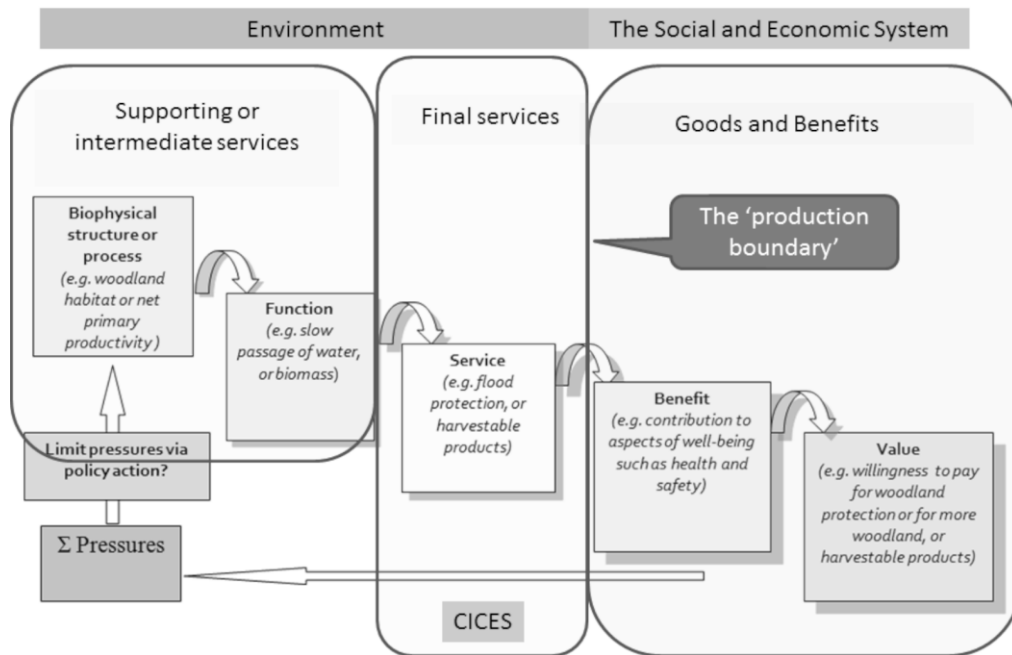 Environment
The Social and Economic System
Supporting or
intermediate services
Final services
Goods and Benefits
The ‘production
boundary’
Biophysical
structure or
process
(e.g. woodland
habitat or net
primary
productivity )
Function
(e.g. slow
passage of water,
or biomass)
Service
(e.g. flood
protection, or
harvestable
products)
Benefit
(e.g. contribution to
aspects of well-being
such as health and
safety)
Value
(e.g. willingness to pay
for woodland
protection or for more
woodland, or
harvestable products)
Limit pressures via
policy action?
Σ Pressures
CICES